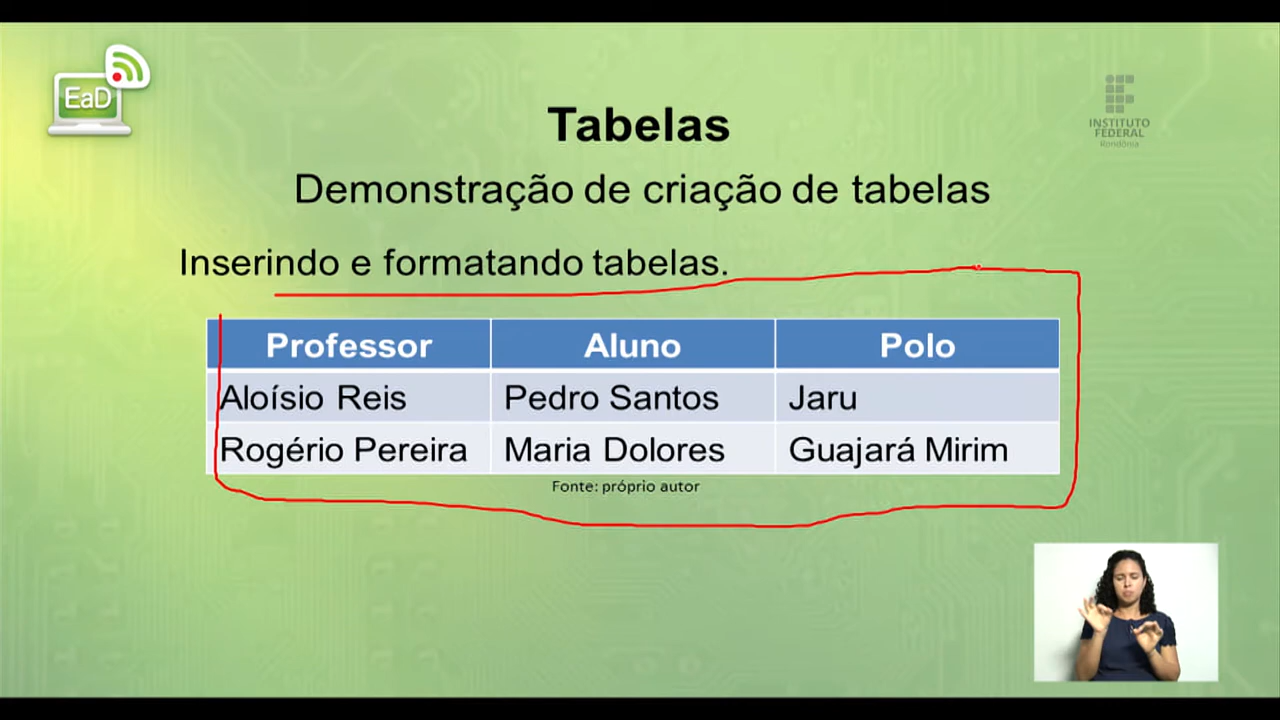 EaD
INSTITUTO
FEDERAL
Rondônia
Tabelas
Demonstração de criação de tabelas
Inserindo e formatando tabelas.
Professor Aluno Polo
Aloísio Reis Pedro Santos Jaru
Rogério Pereira Maria Dolores Guajará Mirim
Fonte: próprio autor